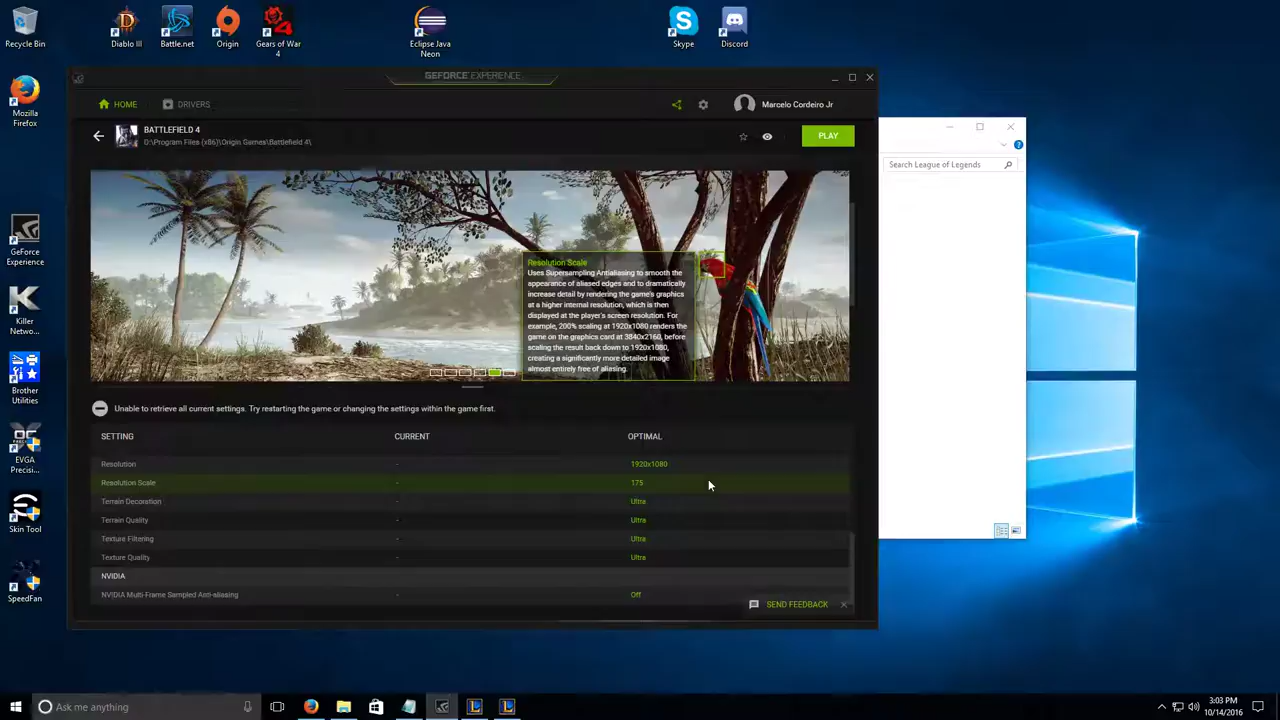 Recycle Bin
Diablo III
Battle.net
Origin
Gears of War
4
Eclipse Java
Neon
Skype
Discord
GEFORCE EXPERIENCE
HOME
DRIVERS
Marcelo Cordeiro Jr
BATTLEFIELD 4
D:\Program Files (x86)\Origin Games\Battlefield 4\
PLAY
Search League of Legends
Mozilla
Firefox
GeForce
Experience
Killer
Netwo...
Brother
Utilities
EVGA
Precisi...
Skin Tool
SpeedFan
Resolution Scale
Uses Supersampling Antialiasing to smooth the
appearance of aliased edges and to dramatically
increase detail by rendering the game's graphics
at a higher internal resolution, which is then
displayed at the player's screen resolution. For
example, 200% scaling at 1920x1080 renders the
game on the graphics card at 3840x2160, before
scaling the result back down to 1920x1080,
creating a significantly more detailed image
almost entirely free of aliasing.
Unable to retrieve all current settings. Try restarting the game or changing the settings within the game first.
SETTING CURRENT OPTIMAL
Resolution - 1920x1080
Resolution Scale - 175
Terrain Decoration - Ultra
Terrain Quality - Ultra
Texture Filtering - Ultra
Texture Quality - Ultra
NVIDIA
NVIDIA Multi-Frame Sampled Anti-aliasing - Off
SEND FEEDBACK
Ask me anything
3:03 PM
10/14/2016